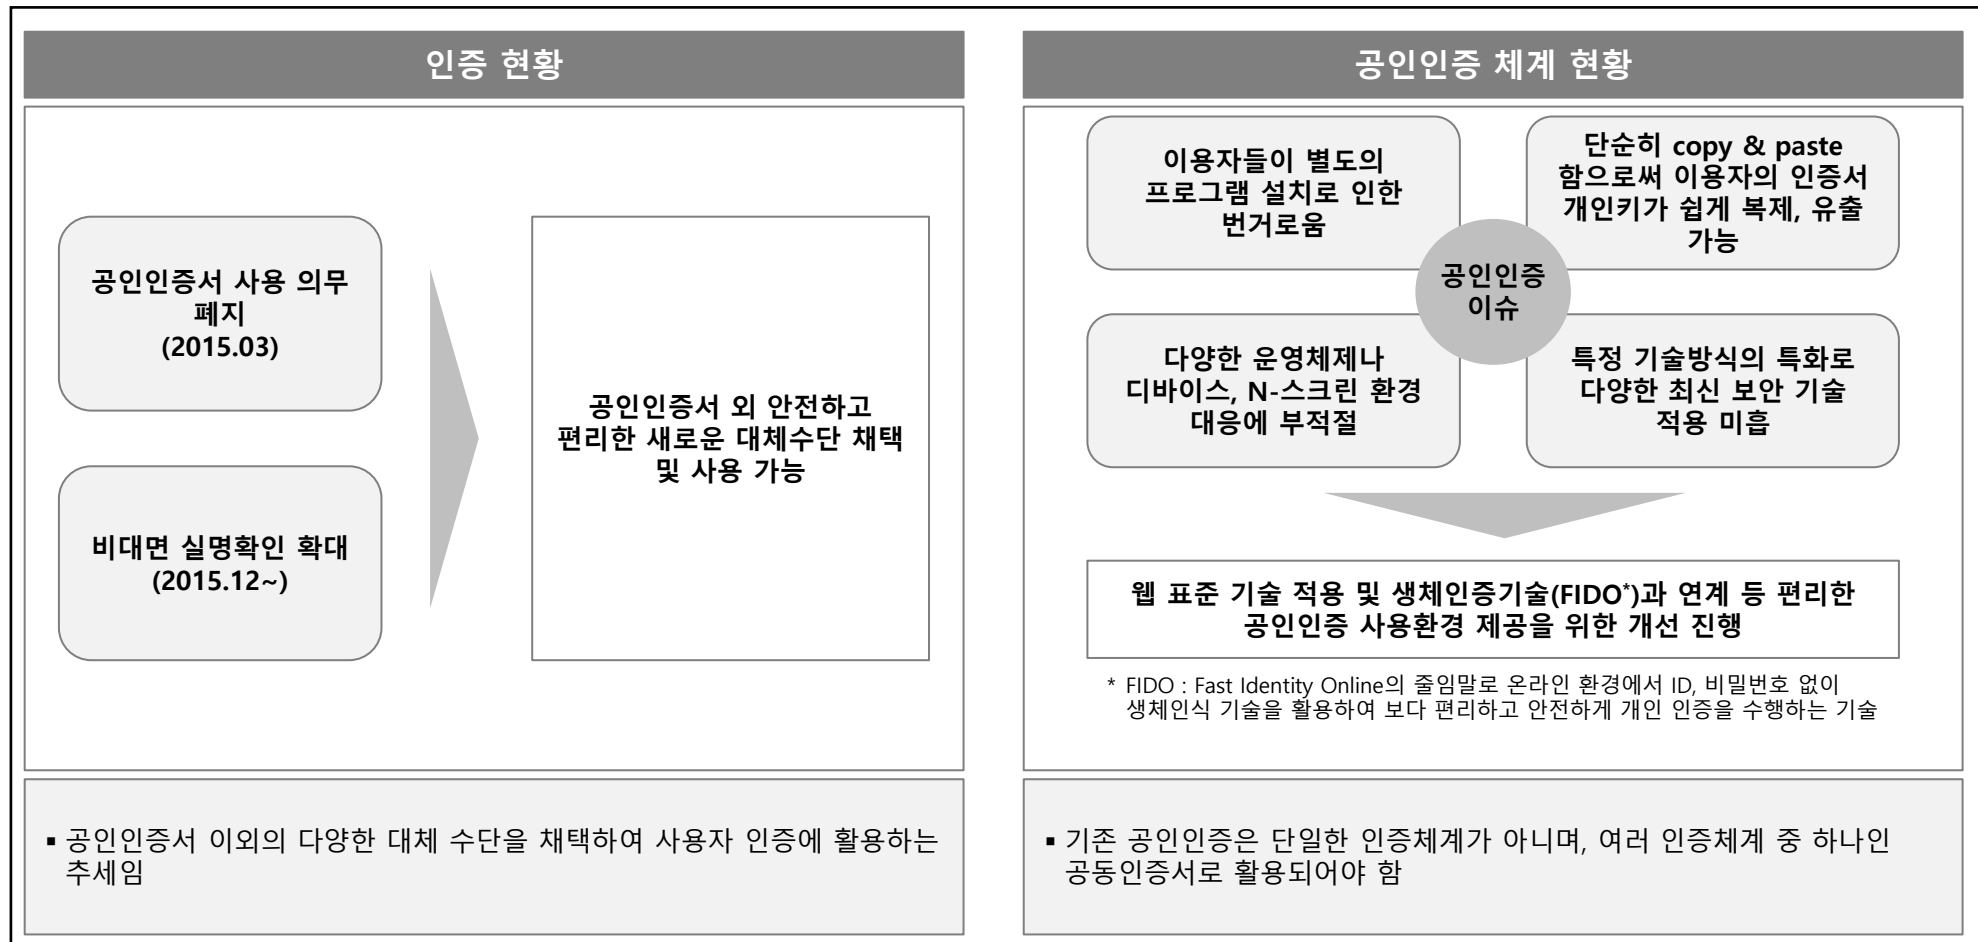 인증 현황
공인인증서 사용 의무
폐지
(2015.03)
비대면 실명확인 확대
(2015.12~)
공인인증서 외 안전하고
편리한 새로운 대체수단 채택
및 사용 가능
▪ 공인인증서 이외의 다양한 대체 수단을 채택하여 사용자 인증에 활용하는
추세임
공인인증 체계 현황
이용자들이 별도의
프로그램 설치로 인한
번거로움
단순히 copy & paste
함으로써 이용자의 인증서
개인키가 쉽게 복제, 유출
가능
공인인증
이슈
다양한 운영체제나
디바이스, N-스크린 환경
대응에 부적절
특정 기술방식의 특화로
다양한 최신 보안 기술
적용 미흡
웹 표준 기술 적용 및 생체인증기술(FIDO*)과 연계 등 편리한
공인인증 사용환경 제공을 위한 개선 진행
* FIDO : Fast Identity Online의 줄임말로 온라인 환경에서 ID, 비밀번호 없이
생체인식 기술을 활용하여 보다 편리하고 안전하게 개인 인증을 수행하는 기술
▪ 기존 공인인증은 단일한 인증체계가 아니며, 여러 인증체계 중 하나인
공동인증서로 활용되어야 함